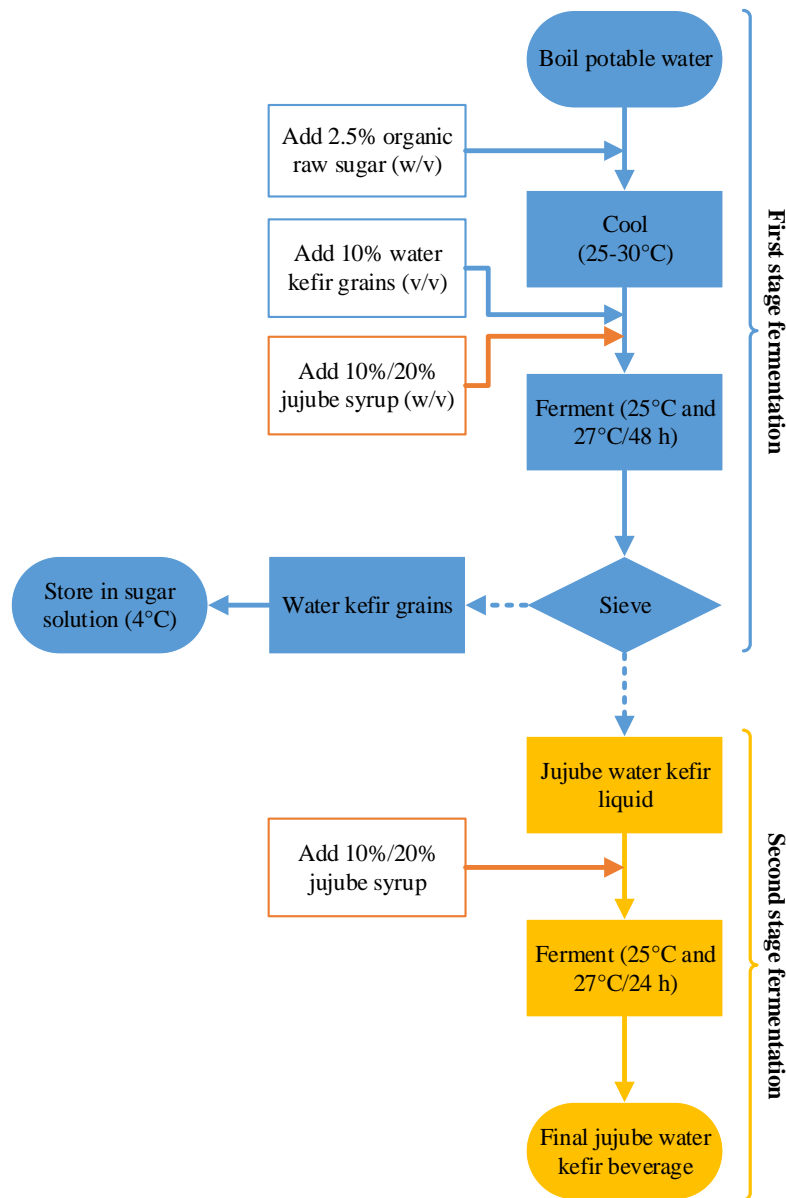 Boil potable water
Add 2.5% organic
raw sugar (w/v)
Cool
(25-30°C)
Add 10% water
kefir grains (v/v)
Add 10%/20%
jujube syrup (w/v)
Ferment (25°C and
27°C/48 h)
First stage fermentation
Sieve
Water kefir grains
Store in sugar
solution (4°C)
Jujube water kefir
liquid
Add 10%/20%
jujube syrup
Ferment (25°C and
27°C/24 h)
Second stage fermentation
Final jujube water
kefir beverage